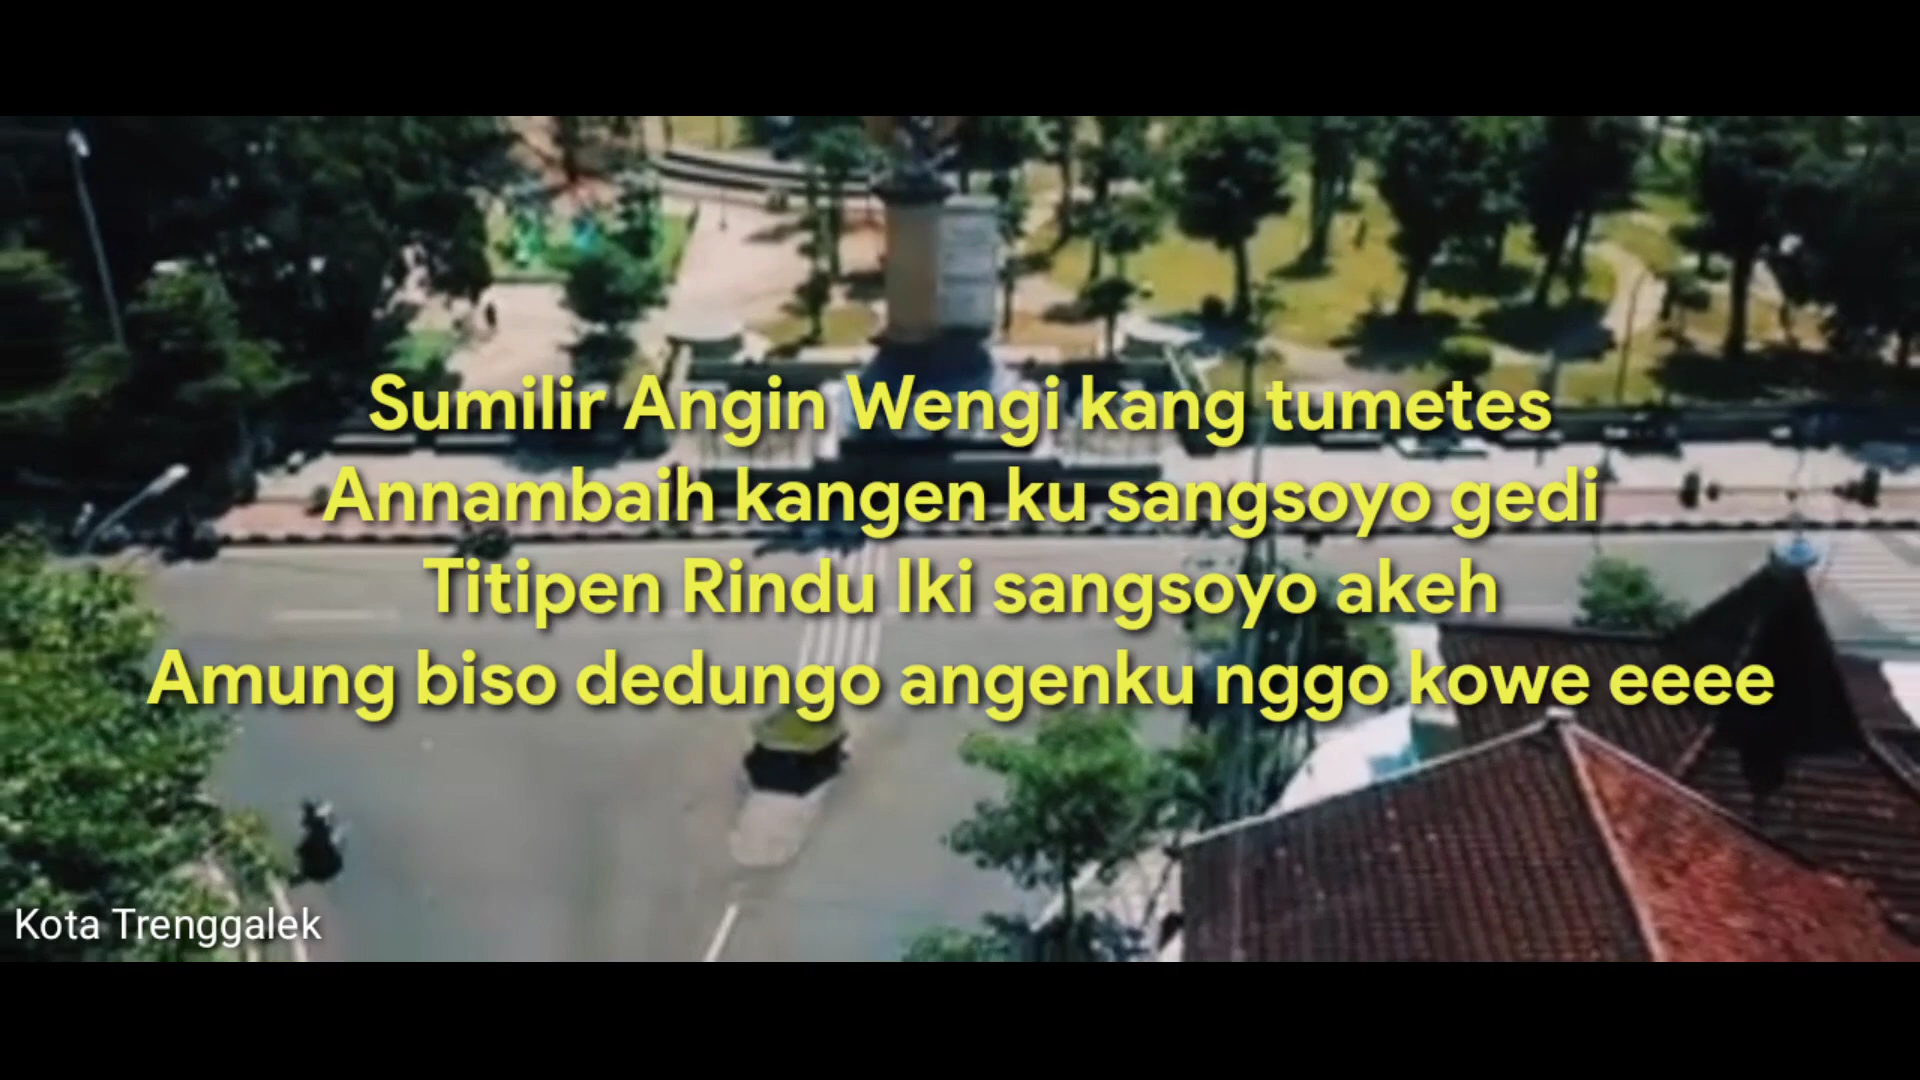 Sumilir Angin Wengi kang tumetes
Annambaih kangen ku sangsoyo gedi
Titipen Rindu Iki sangsoyo akeh
Amung biso dedungo angenku nggo kowe eeee
Kota Trenggalek